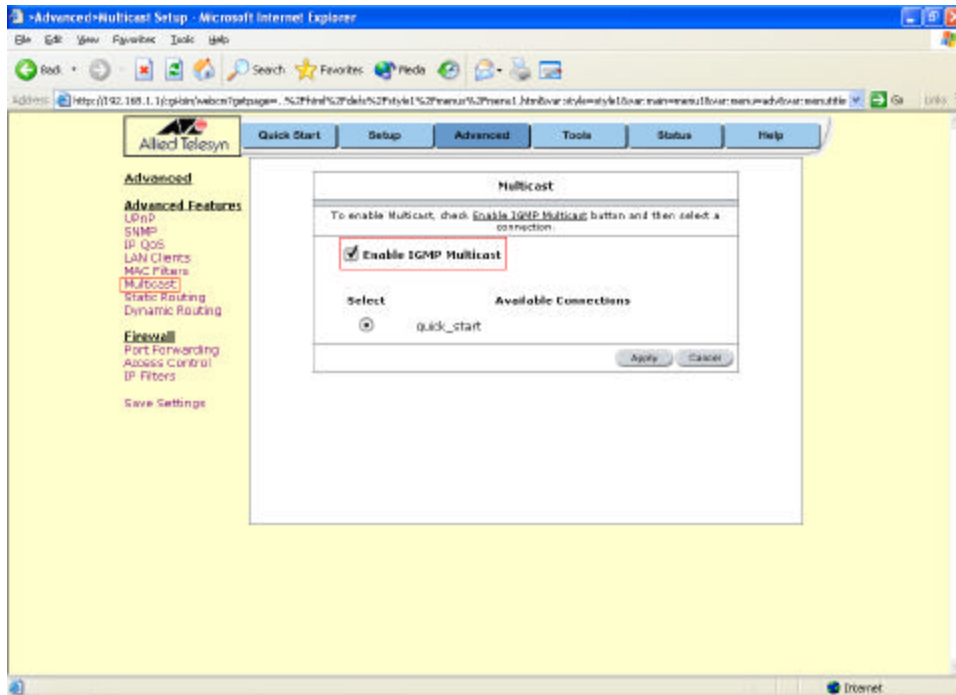 >Advanced>Multicast Setup - Microsoft Internet Explorer
File Edit View Favorites Tools Help
Back Search Favorites Media
Address Go Links
Allied Telesyn
Quick Start Setup Advanced Tools Status Help
Advanced
Advanced Features
UPnP
SNMP
IP QoS
LAN Clients
MAC Filters
Multicast
Static Routing
Dynamic Routing
Firewall
Port Forwarding
Access Control
IP Filters
Save Settings
Multicast
To enable Multicast, check Enable IGMP Multicast button and then select a
connection.
Enable IGMP Multicast
Select Available Connections
quick_start
Apply Cancel
Internet